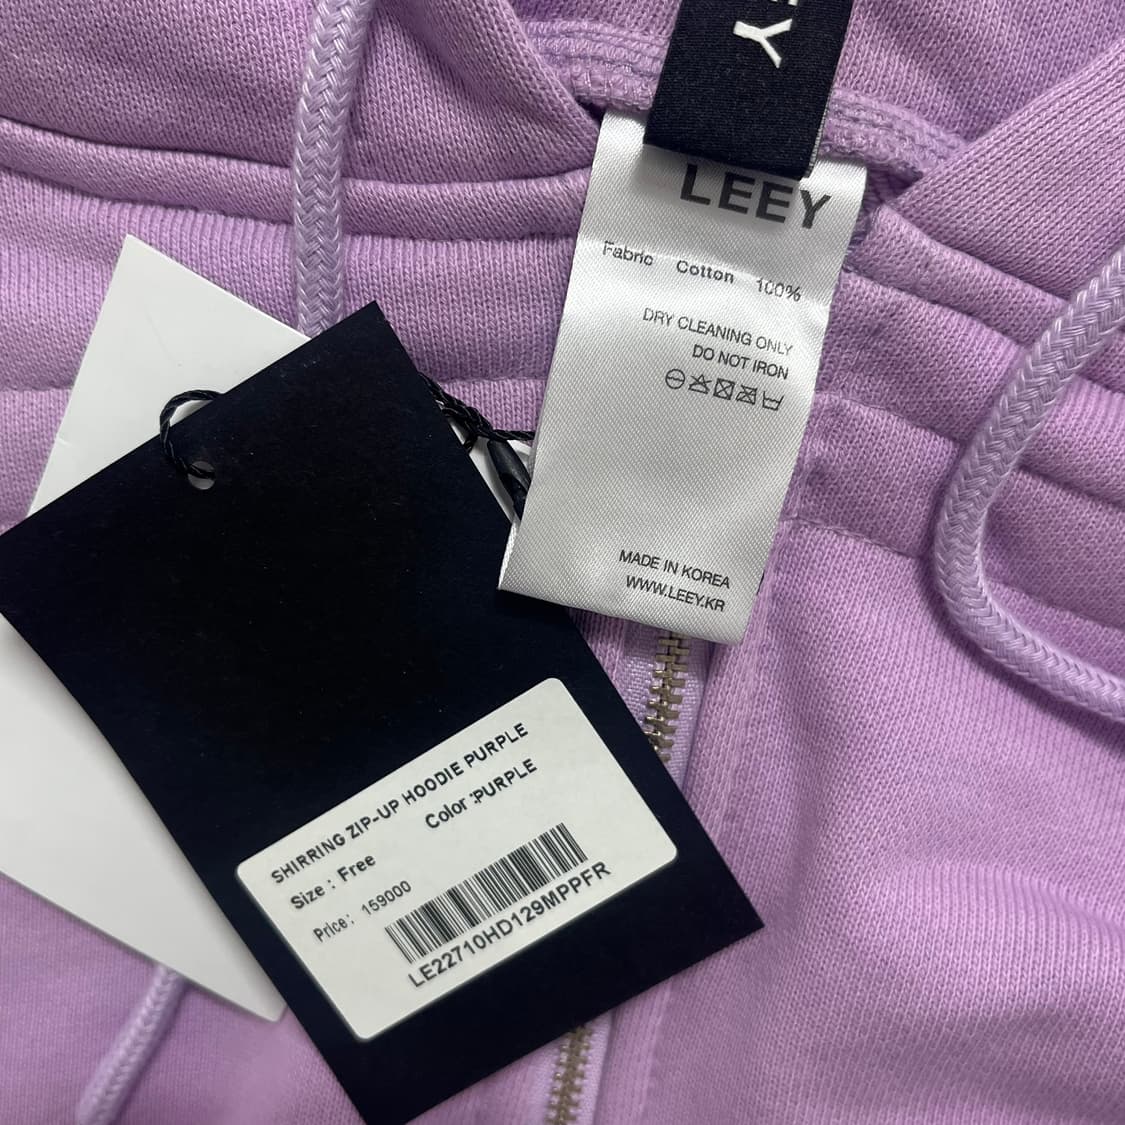 EY
LEEY
Fabric Cotton 100%
DRY CLEANING ONLY
DO NOT IRON
MADE IN KOREA
WWW.LEEY.KR
SHIRRING ZIP-UP HOODIE PURPLE
Size : Free Color :PURPLE
Price : 159000
LE22710HD129MPPFR